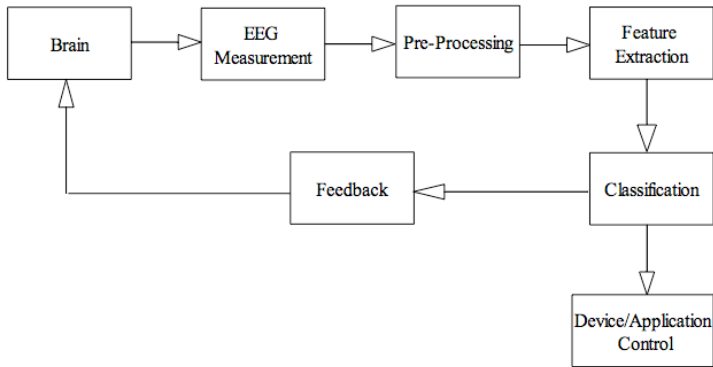 Brain
EEG
Measurement
Pre-Processing
Feature
Extraction
Feedback
Classification
Device/Application
Control